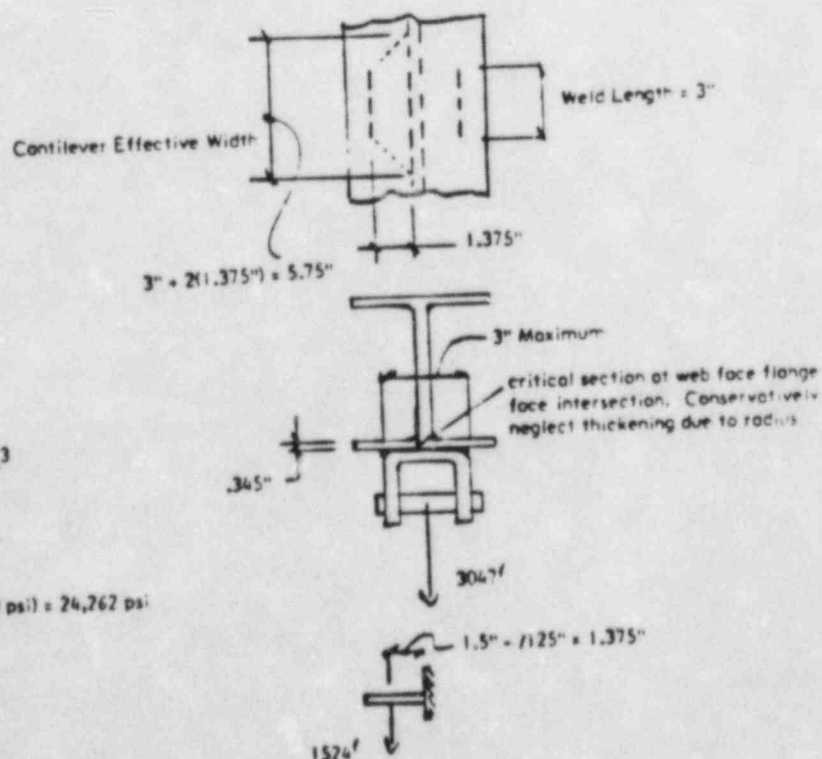 Weld Length = 3"
Cantilever Effective Width
1.375"
3" + 2(1.375") = 5.75"
3" Maximum
critical section at web face flange
face intersection. Conservatively
neglect thickening due to radius
3
.345"
psi) = 24,262 psi
3047#
1.5" - .125" = 1.375"
1524#